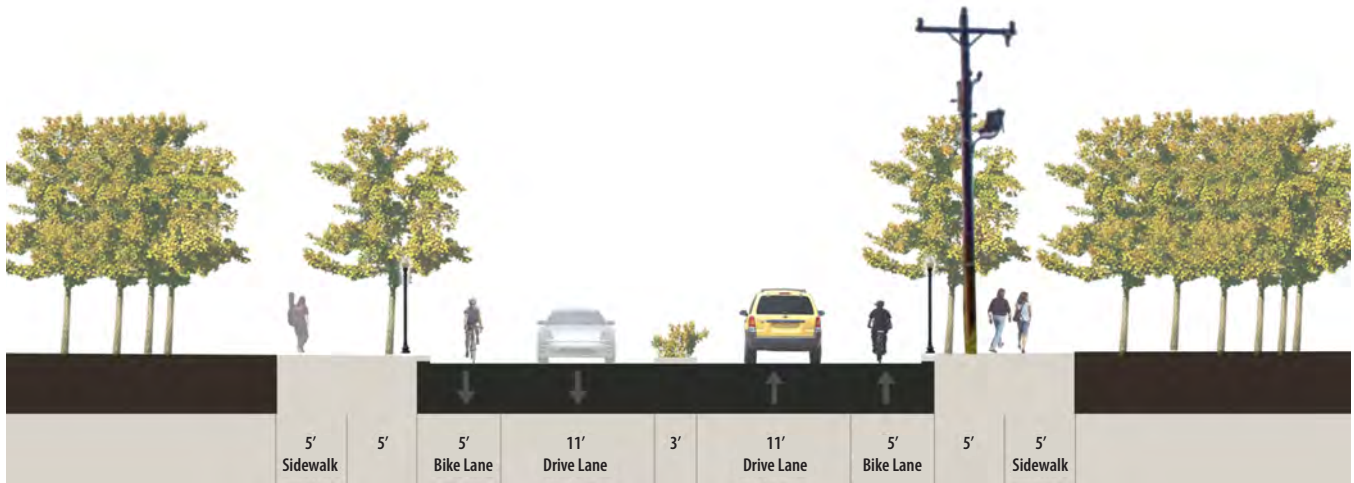 5′
Sidewalk
5′
5′
Bike Lane
11′
Drive Lane
3′
11′
Drive Lane
5′
Bike Lane
5′
5′
Sidewalk